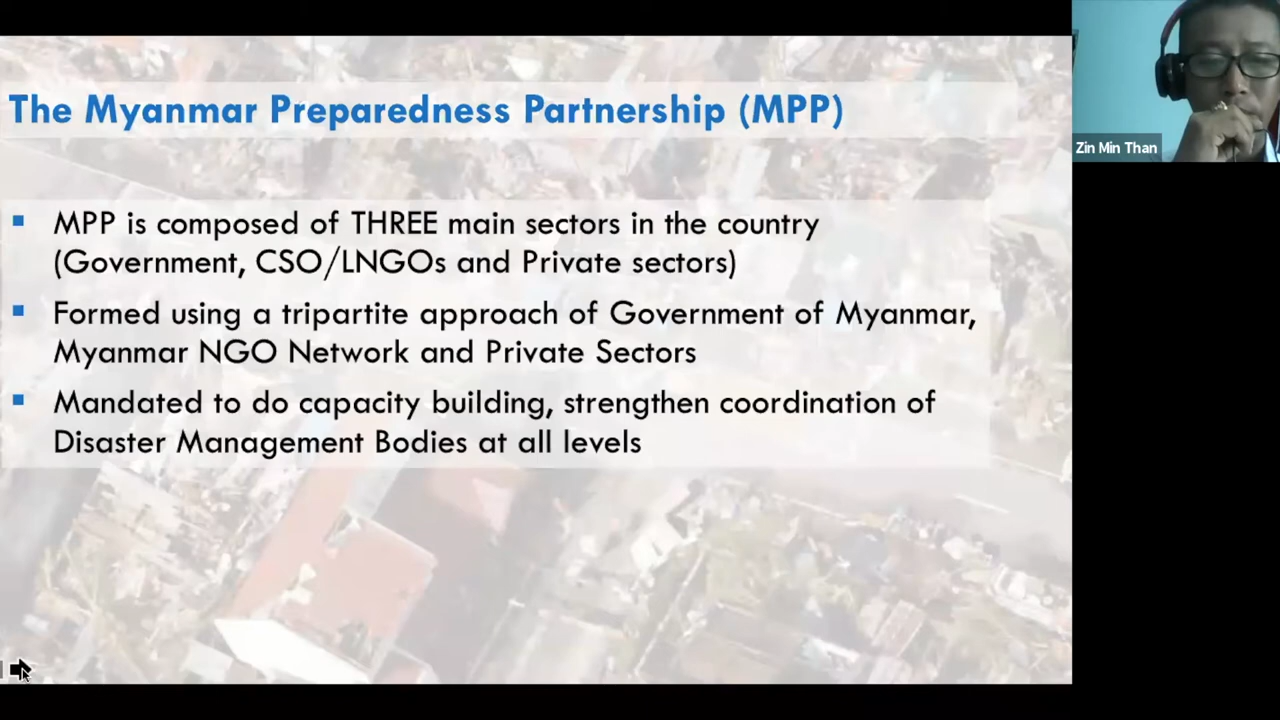 The Myanmar Preparedness Partnership (MPP)
MPP is composed of THREE main sectors in the country
(Government, CSO/LNGOs and Private sectors)
Formed using a tripartite approach of Government of Myanmar,
Myanmar NGO Network and Private Sectors
Mandated to do capacity building, strengthen coordination of
Disaster Management Bodies at all levels
Zin Min Than